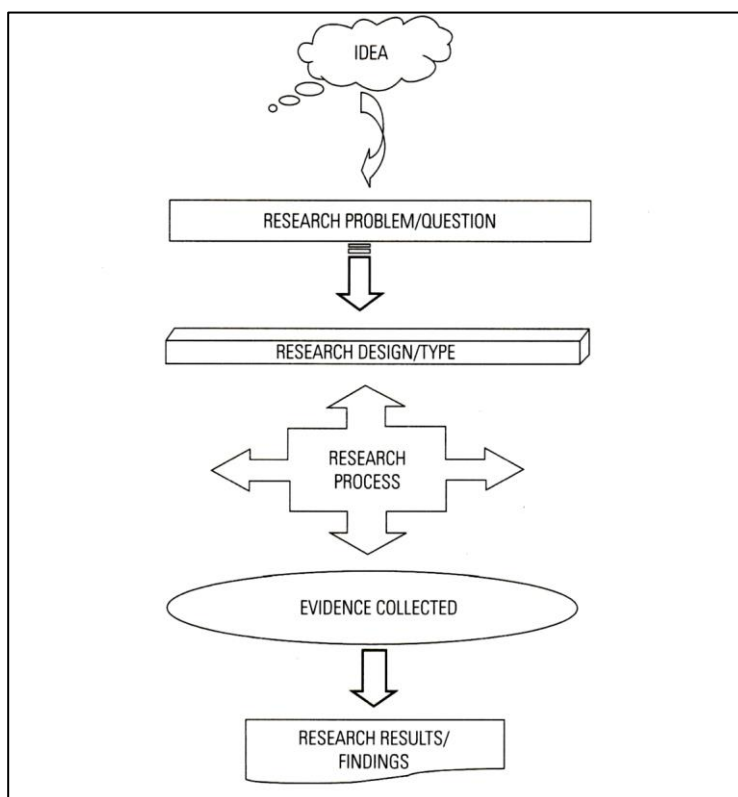 IDEA
RESEARCH PROBLEM/QUESTION
RESEARCH DESIGN/TYPE
RESEARCH
PROCESS
EVIDENCE COLLECTED
RESEARCH RESULTS/
FINDINGS